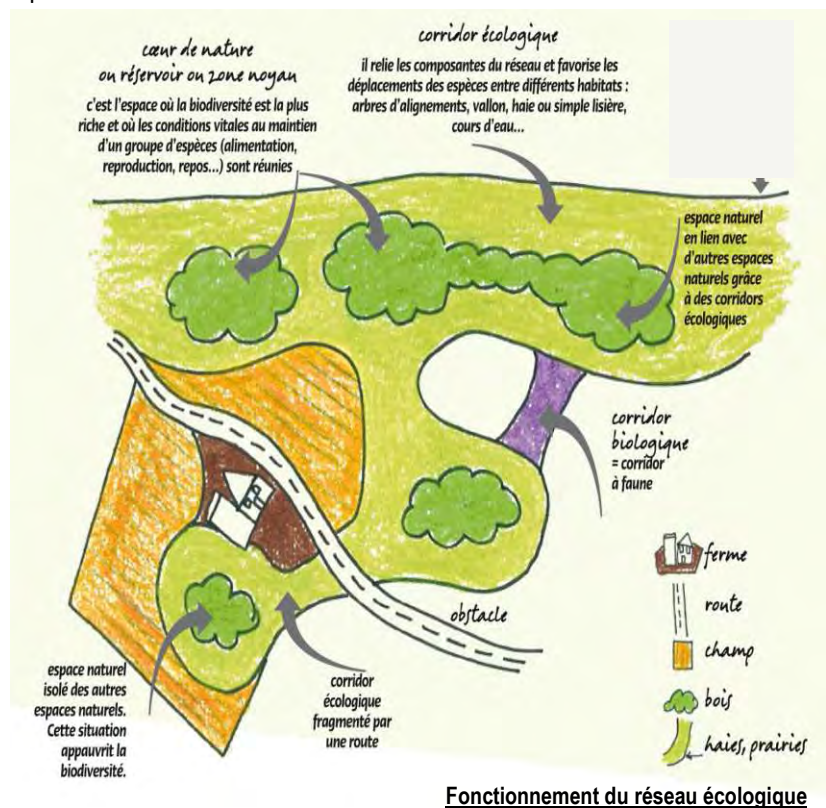 cœur de nature
ou réservoir ou zone noyau
c'est l'espace où la biodiversité est la plus
riche et où les conditions vitales au maintien
d'un groupe d'espèces (alimentation,
reproduction, repos...) sont réunies
corridor écologique
il relie les composantes du réseau et favorise les
déplacements des espèces entre différents habitats :
arbres d'alignements, vallon, haie ou simple lisière,
cours d'eau...
espace naturel
en lien avec
d'autres espaces
naturels grâce
à des corridors
écologiques
corridor
biologique
= corridor
à faune
obstacle
espace naturel
isolé des autres
espaces naturels.
Cette situation
appauvrit la
biodiversité.
corridor
écologique
fragmenté par
une route
ferme
route
champ
bois
haies, prairies
Fonctionnement du réseau écologique